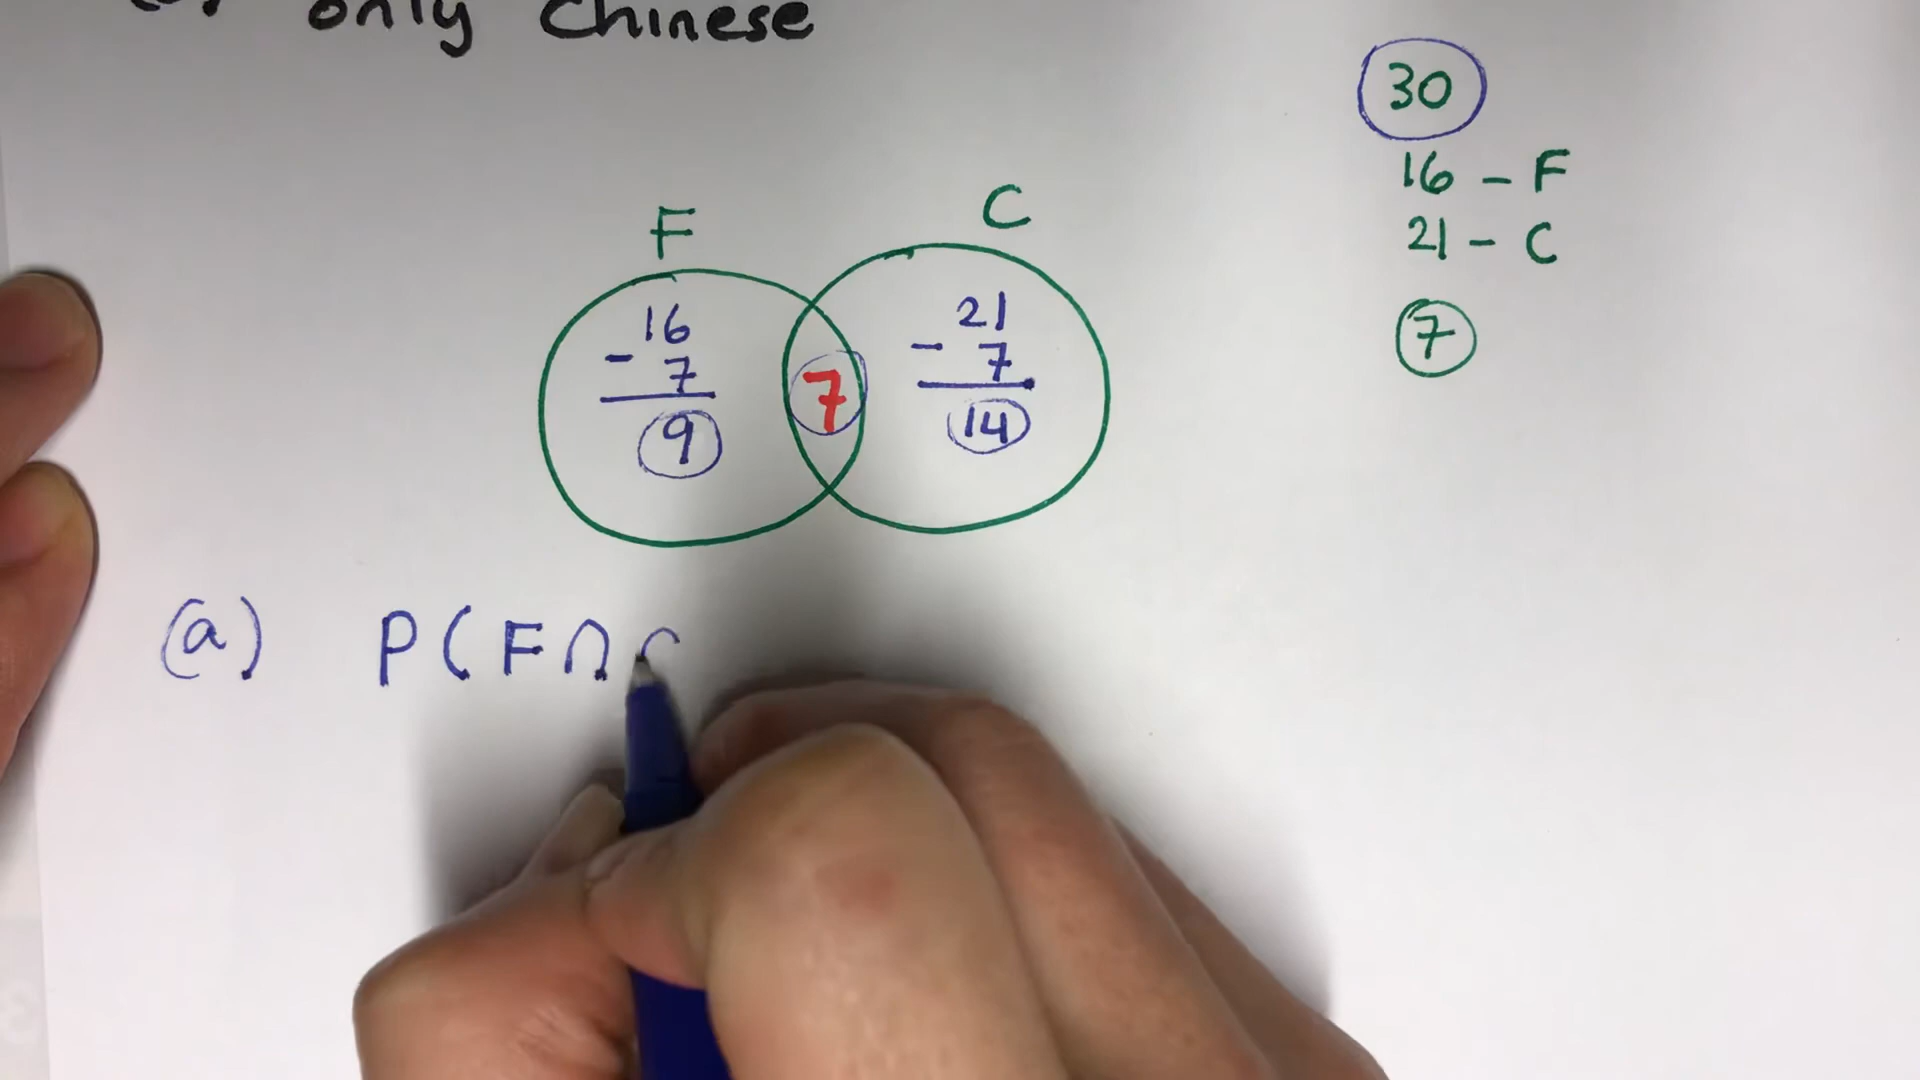 only Chinese
30
16 - F
21 - C
7
F C
16
- 7
9
7
21
- 7
14
(a) P(F∩C